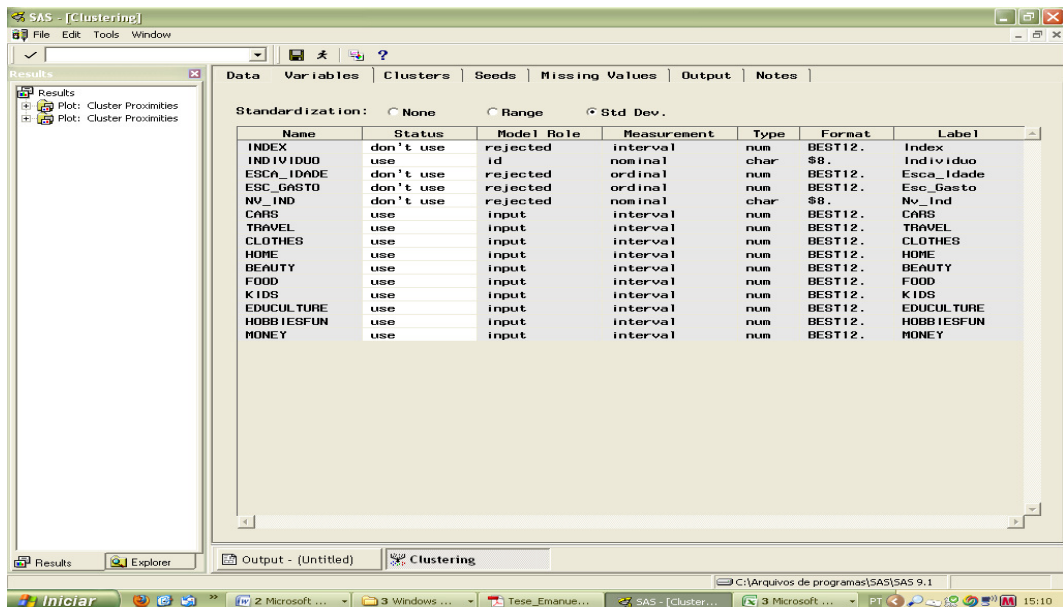 SAS - [Clustering]
File Edit Tools Window
Results
Results
Plot: Cluster Proximities
Plot: Cluster Proximities
Data Variables Clusters Seeds Missing Values Output Notes
Standardization: None Range Std Dev.
Name Status Model Role Measurement Type Format Label
INDEX don't use rejected interval num BEST12. Index
INDIVIDUO use id nominal char $8. Individuo
ESCA_IDADE don't use rejected ordinal num BEST12. Esca_Idade
ESC_GASTO don't use rejected ordinal num BEST12. Esc_Gasto
NV_IND don't use rejected nominal char $8. Nv_Ind
CARS use input interval num BEST12. CARS
TRAVEL use input interval num BEST12. TRAVEL
CLOTHES use input interval num BEST12. CLOTHES
HOME use input interval num BEST12. HOME
BEAUTY use input interval num BEST12. BEAUTY
FOOD use input interval num BEST12. FOOD
KIDS use input interval num BEST12. KIDS
EDUCULTURE use input interval num BEST12. EDUCULTURE
HOBBIESFUN use input interval num BEST12. HOBBIESFUN
MONEY use input interval num BEST12. MONEY
Results Explorer
Output - (Untitled) Clustering
C:\Arquivos de programas\SAS\SAS 9.1
Iniciar 2 Microsoft ... 3 Windows ... Tese_Emanue... SAS - [Cluster... 3 Microsoft ... PT 15:10